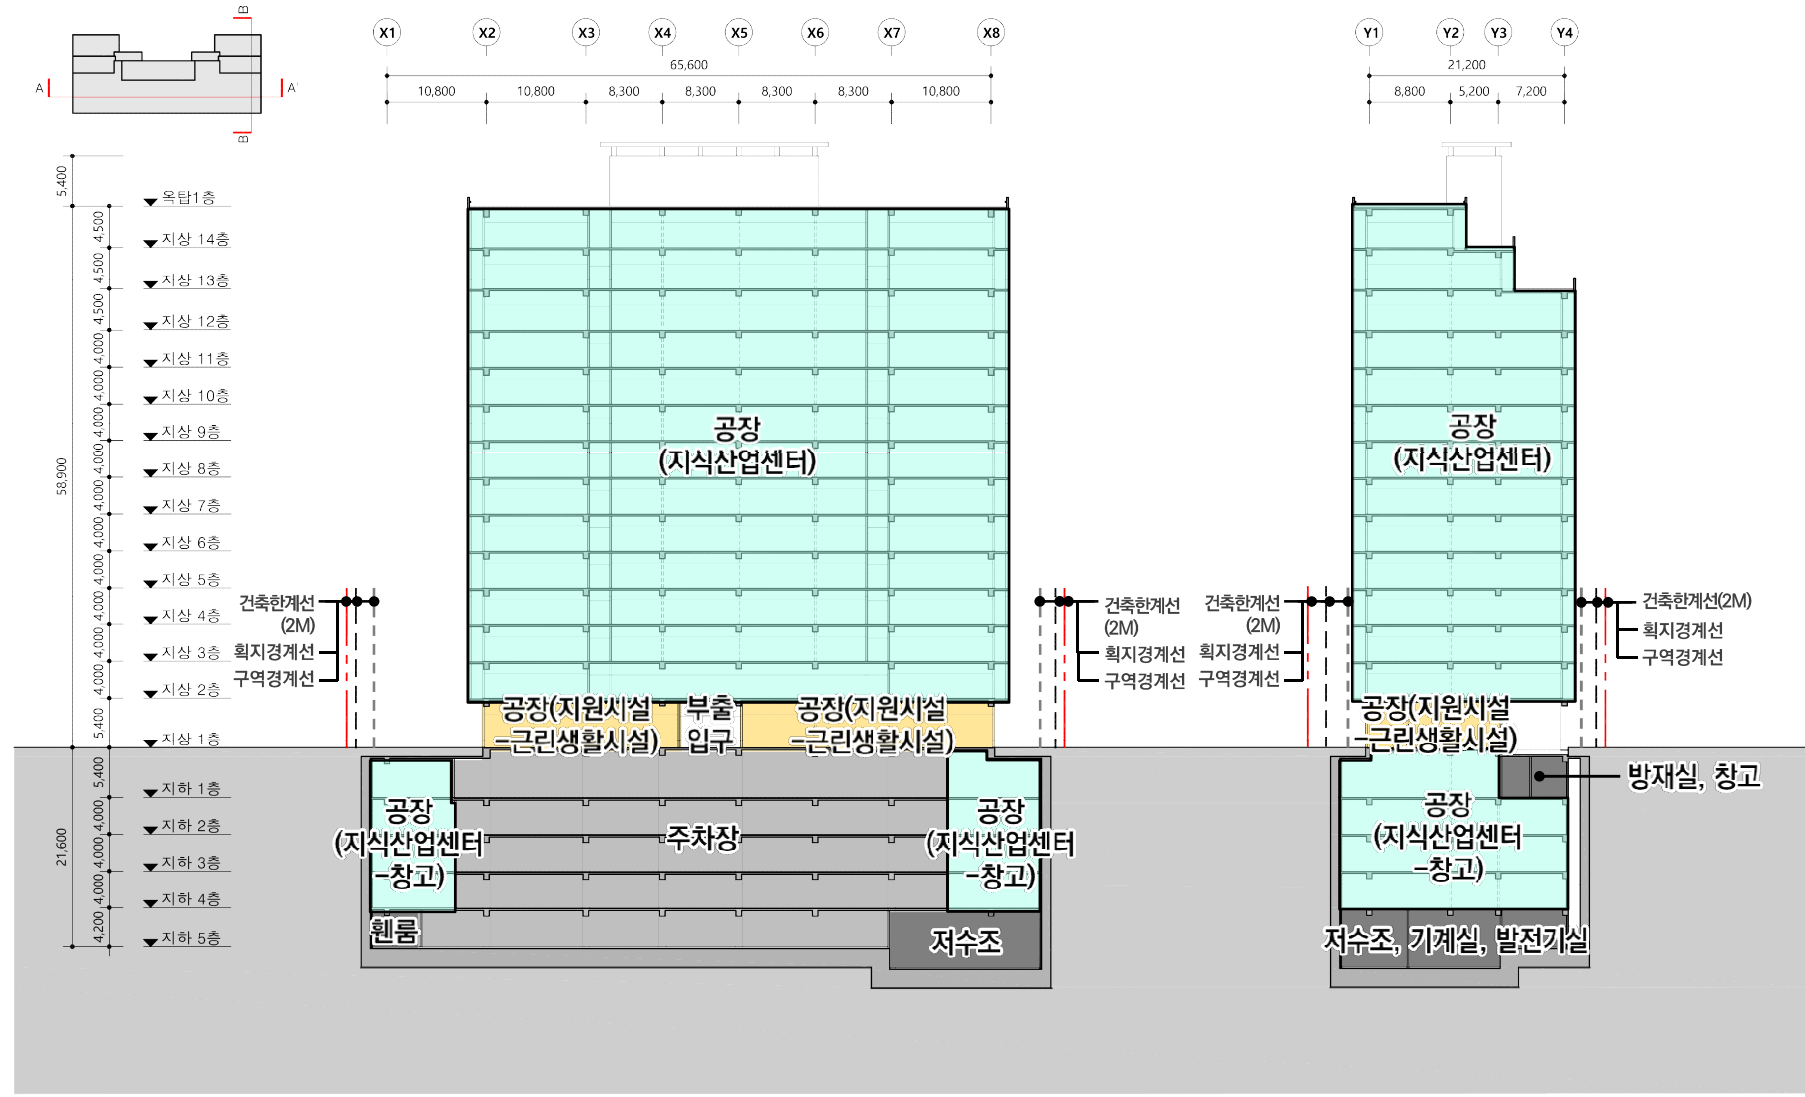 B
A
A'
B
X1 X2 X3 X4 X5 X6 X7 X8
65,600
10,800 10,800 8,300 8,300 8,300 8,300 10,800
Y1 Y2 Y3 Y4
21,200
8,800 5,200 7,200
5,400
옥탑1층
4,500
지상 14층
4,500
지상 13층
4,500
지상 12층
4,000
지상 11층
4,000
지상 10층
4,000
지상 9층
4,000
지상 8층
4,000
지상 7층
4,000
지상 6층
4,000
지상 5층
4,000
지상 4층
4,000
지상 3층
4,000
지상 2층
5,400
지상 1층
58,900
5,400
지하 1층
4,000
지하 2층
4,000
지하 3층
4,000
지하 4층
4,200
지하 5층
21,600
공장
(지식산업센터)
건축한계선
(2M)
획지경계선
구역경계선
건축한계선
(2M)
획지경계선
구역경계선
공장(지원시설
-근린생활시설)
부출
입구
공장(지원시설
-근린생활시설)
공장
(지식산업센터
-창고)
주차장
공장
(지식산업센터
-창고)
휀룸
저수조
공장
(지식산업센터)
건축한계선
(2M)
획지경계선
구역경계선
건축한계선(2M)
획지경계선
구역경계선
공장(지원시설
-근린생활시설)
방재실, 창고
공장
(지식산업센터
-창고)
저수조, 기계실, 발전기실